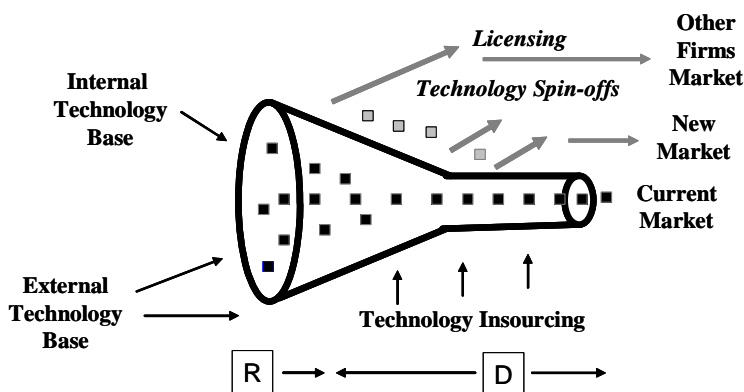 Licensing
Other
Firms
Market
Internal
Technology
Base
Technology Spin-offs
New
Market
Current
Market
External
Technology
Base
Technology Insourcing
R
D